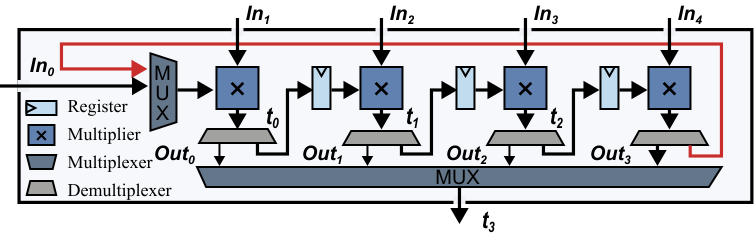 In1 In2 In3 In4
In0
MUX
× × × ×
Register
Multiplier
Multiplexer
Demultiplexer
t0 t1 t2
Out0 Out1 Out2 Out3
MUX
t3